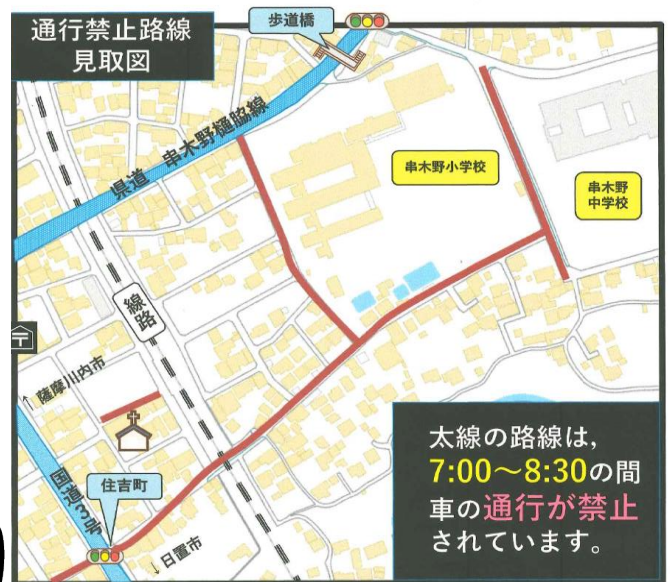 通行禁止路線
見取図
歩道橋
県道 串木野樋脇線
串木野小学校
串木野
中学校
線路
〒
↑薩摩川内市
国道3号
住吉町
↓日置市
太線の路線は,
7:00～8:30の間
車の通行が禁止
されています。